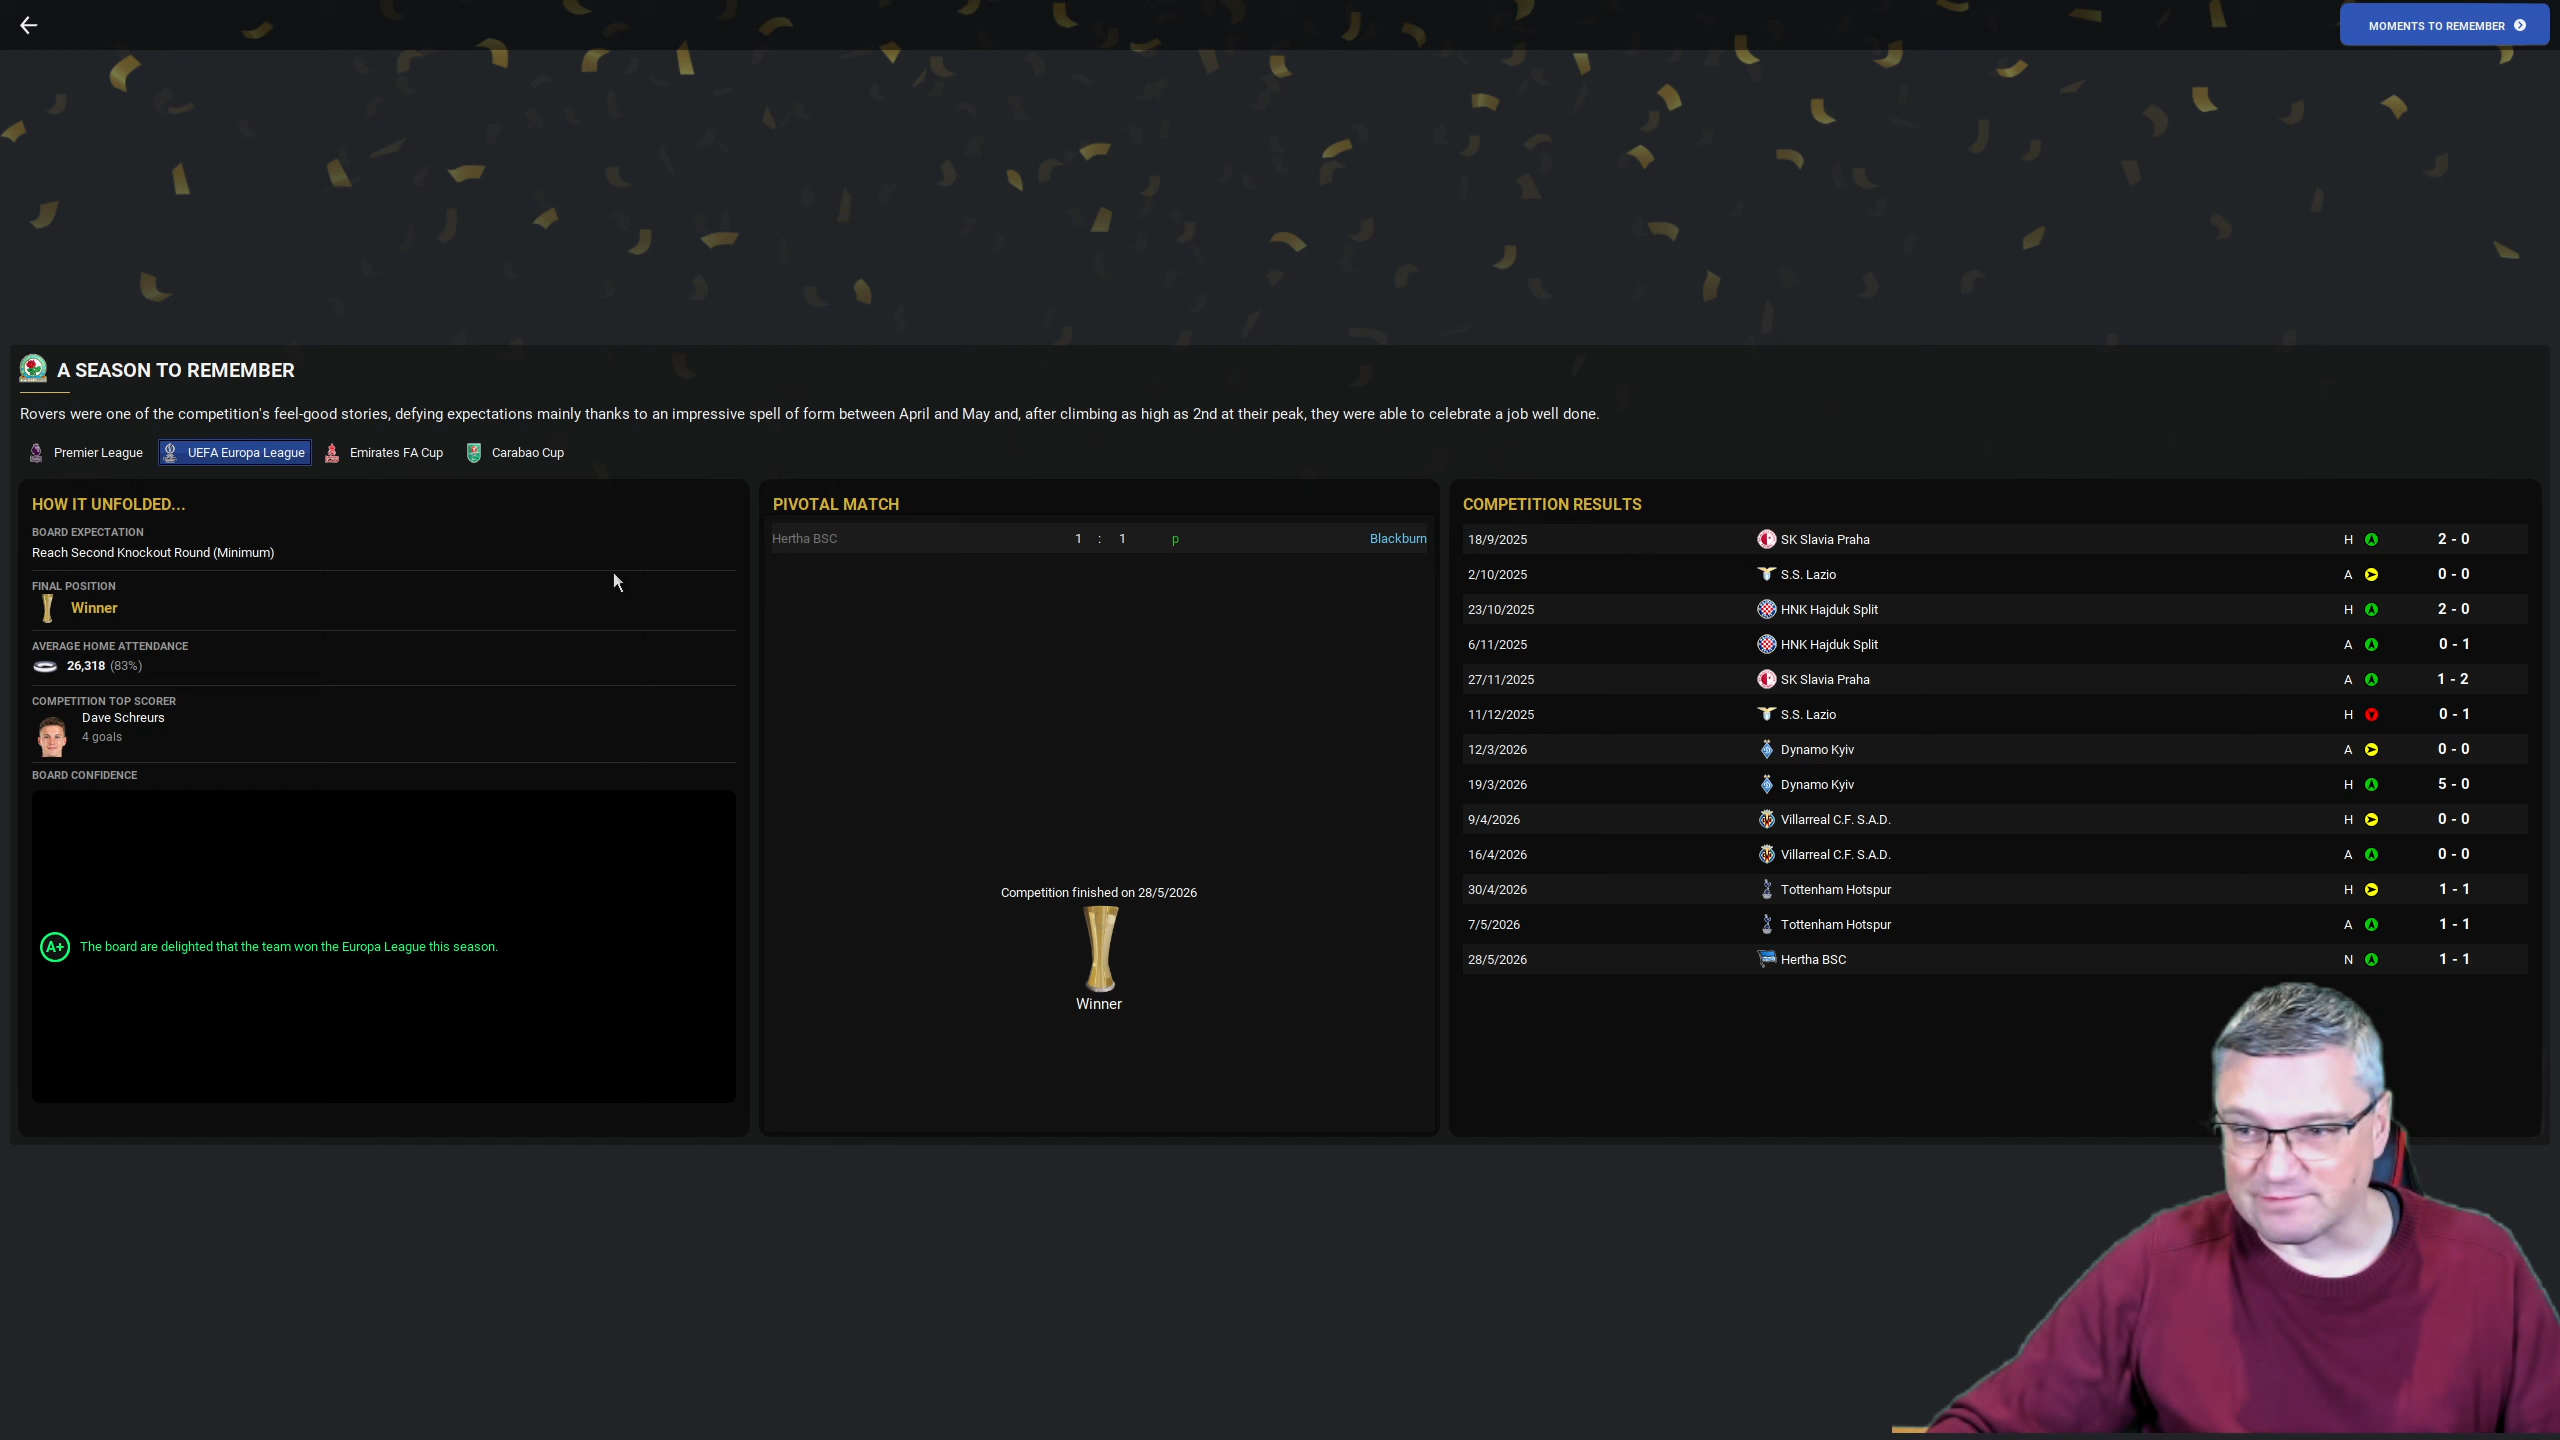 MOMENTS TO REMEMBER
A SEASON TO REMEMBER
Rovers were one of the competition's feel-good stories, defying expectations mainly thanks to an impressive spell of form between April and May and, after climbing as high as 2nd at their peak, they were able to celebrate a job well done.
Premier League UEFA Europa League Emirates FA Cup Carabao Cup
HOW IT UNFOLDED...
BOARD EXPECTATION
Reach Second Knockout Round (Minimum)
FINAL POSITION
Winner
AVERAGE HOME ATTENDANCE
26,318 (83%)
COMPETITION TOP SCORER
Dave Schreurs
4 goals
BOARD CONFIDENCE
A+ The board are delighted that the team won the Europa League this season.
PIVOTAL MATCH
Hertha BSC 1 : 1 p Blackburn
Competition finished on 28/5/2026
Winner
COMPETITION RESULTS
18/9/2025 SK Slavia Praha H 2 - 0
2/10/2025 S.S. Lazio A 0 - 0
23/10/2025 HNK Hajduk Split H 2 - 0
6/11/2025 HNK Hajduk Split A 0 - 1
27/11/2025 SK Slavia Praha A 1 - 2
11/12/2025 S.S. Lazio H 0 - 1
12/3/2026 Dynamo Kyiv A 0 - 0
19/3/2026 Dynamo Kyiv H 5 - 0
9/4/2026 Villarreal C.F. S.A.D. H 0 - 0
16/4/2026 Villarreal C.F. S.A.D. A 0 - 0
30/4/2026 Tottenham Hotspur H 1 - 1
7/5/2026 Tottenham Hotspur A 1 - 1
28/5/2026 Hertha BSC N 1 - 1